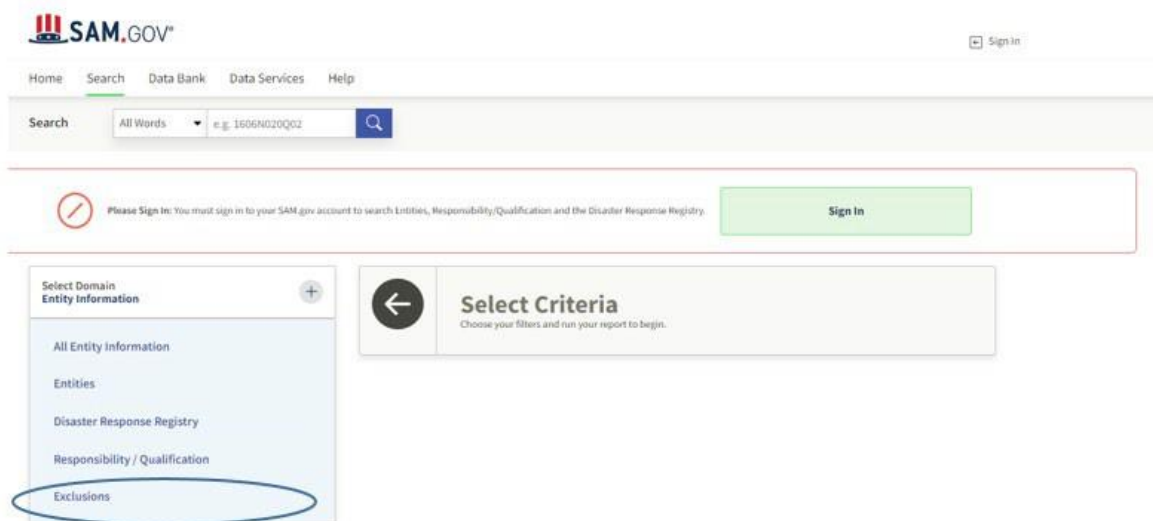 SAM.GOV®
Sign In
Home Search Data Bank Data Services Help
Search All Words e.g. 1606N020Q02
Please Sign In: You must sign in to your SAM.gov account to search Entities, Responsibility/Qualification and the Disaster Response Registry.
Sign In
Select Domain
Entity Information
Select Criteria
Choose your filters and run your report to begin.
All Entity Information
Entities
Disaster Response Registry
Responsibility / Qualification
Exclusions